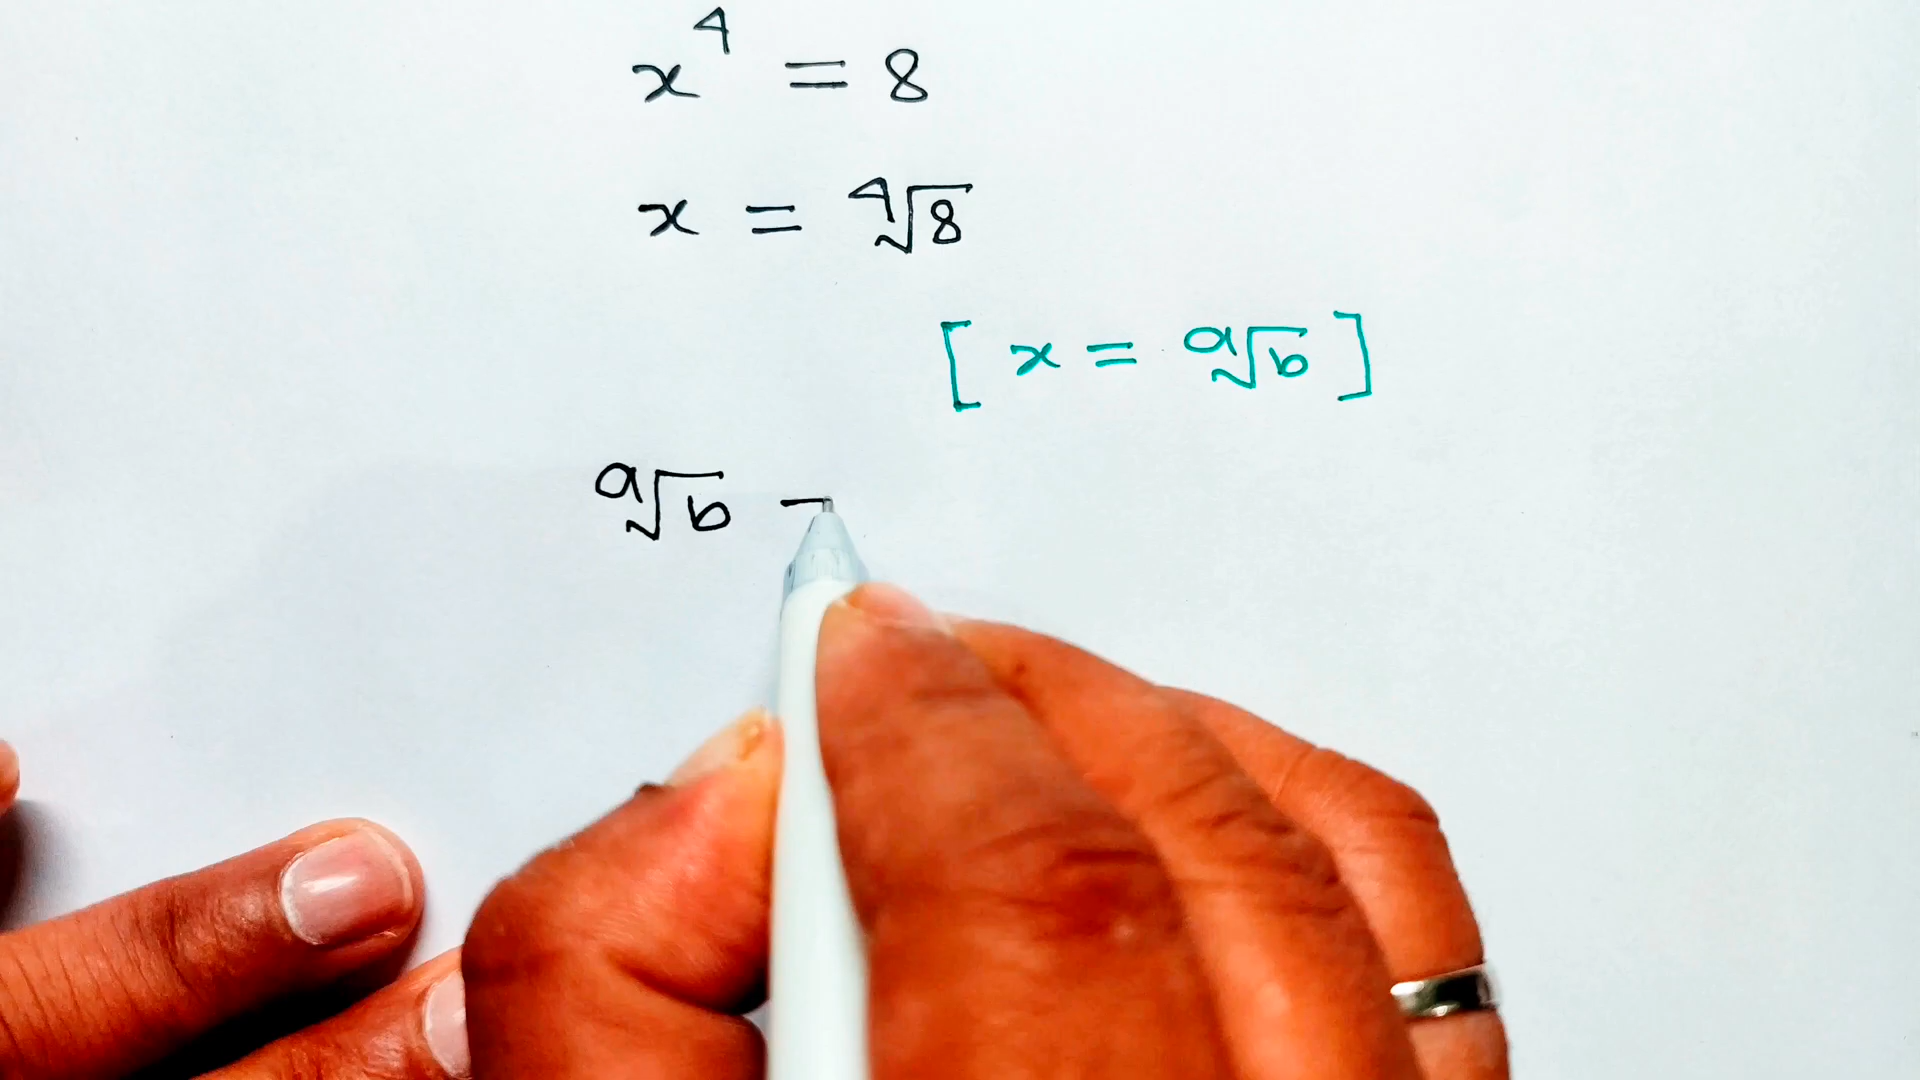 x⁴ = 8
x = ⁴√8
[ x = ᵃ√b ]
ᵃ√b –